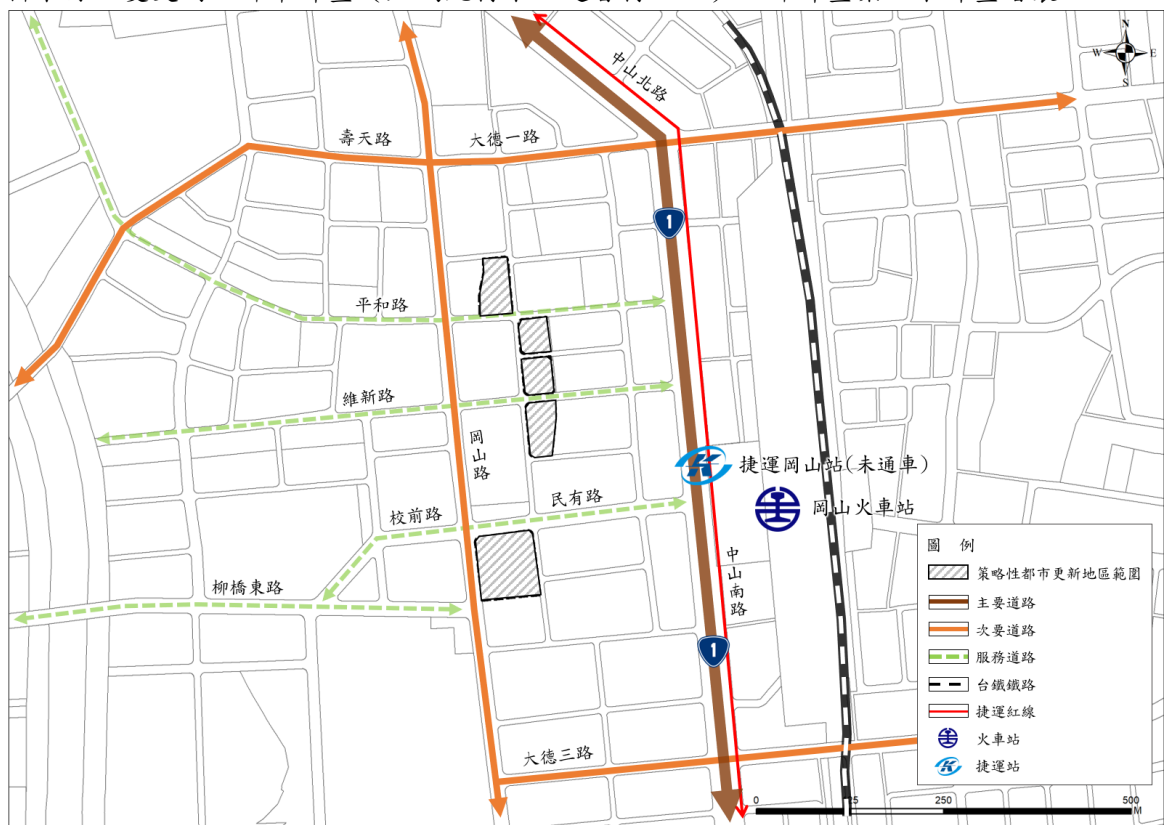 N
W
E
S
中山北路
壽天路
大德一路
1
平和路
維新路
岡山路
捷運岡山站(未通車)
岡山火車站
民有路
校前路
中山南路
柳橋東路
1
大德三路
圖 例
策略性都市更新地區範圍
主要道路
次要道路
服務道路
台鐵鐵路
捷運紅線
火車站
捷運站
0
250
500
M